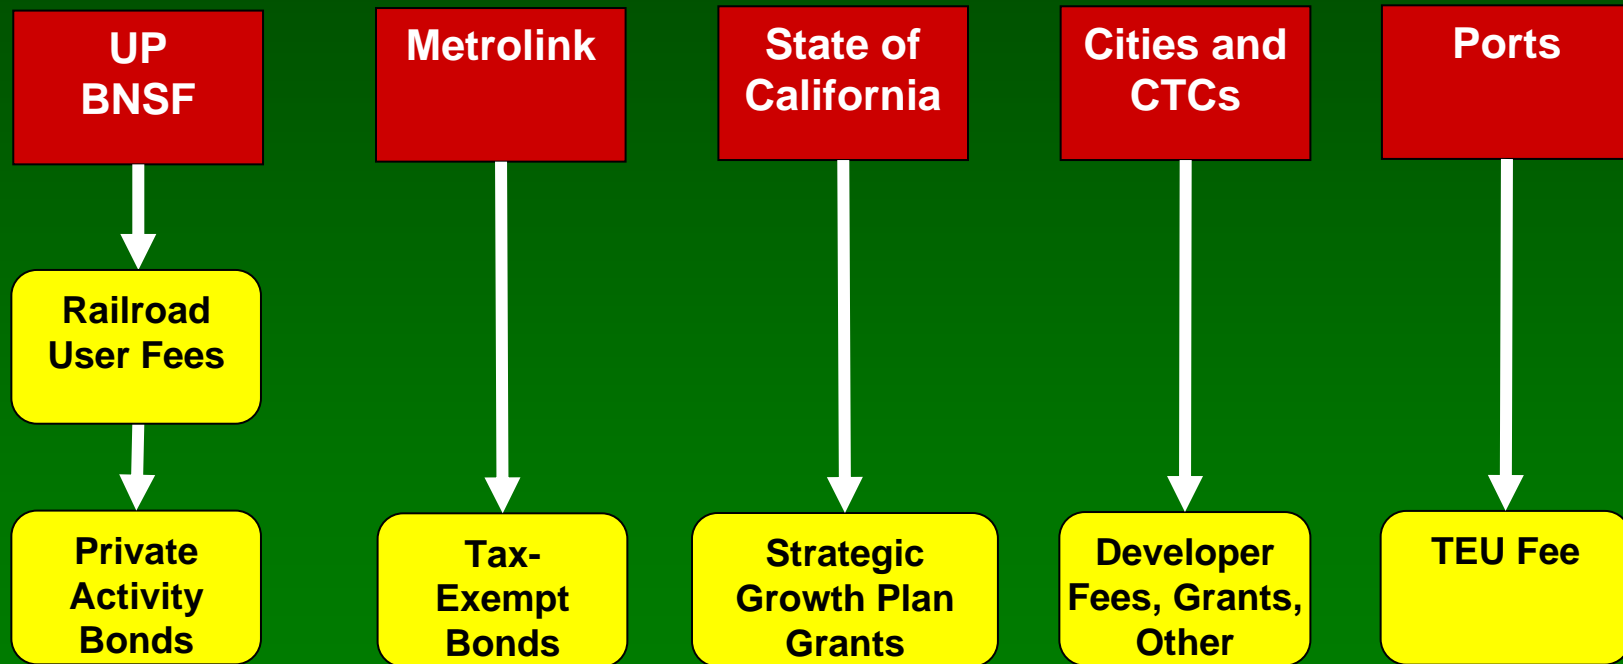 UP
BNSF
Metrolink
State of
California
Cities and
CTCs
Ports
Railroad
User Fees
Private
Activity
Bonds
Tax-
Exempt
Bonds
Strategic
Growth Plan
Grants
Developer
Fees, Grants,
Other
TEU Fee